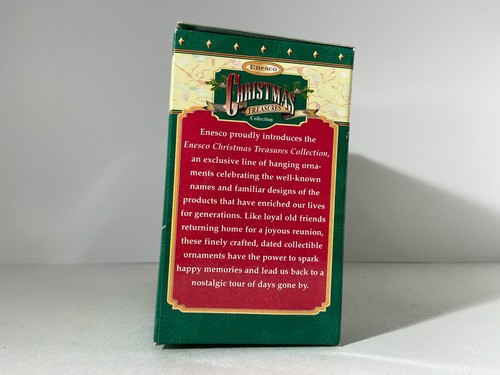 Enesco
CHRISTMAS
TREASURES
Collection
Enesco proudly introduces the
Enesco Christmas Treasures Collection,
an exclusive line of hanging orna-
ments celebrating the well-known
names and familiar designs of the
products that have enriched our lives
for generations. Like loyal old friends
returning home for a joyous reunion,
these finely crafted, dated collectible
ornaments have the power to spark
happy memories and lead us back to a
nostalgic tour of days gone by.